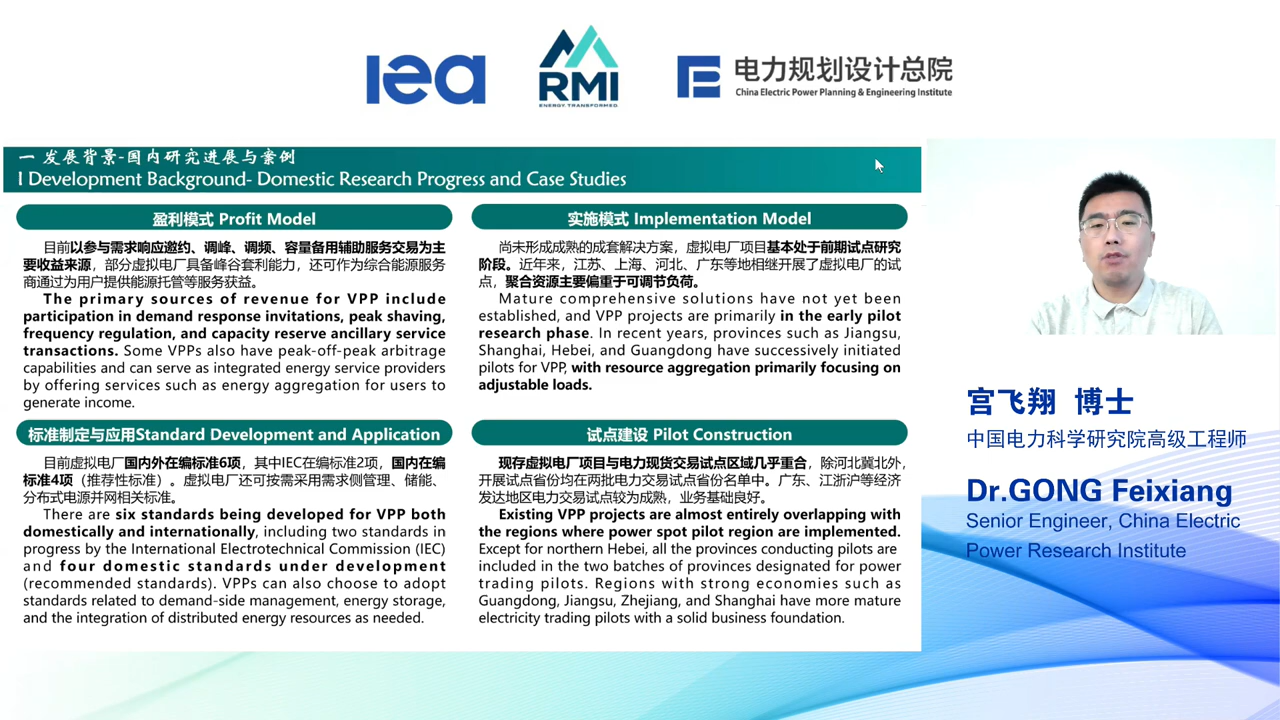 iea
RMI
ENERGY. TRANSFORMED.
电力规划设计总院
China Electric Power Planning & Engineering Institute
一 发展背景-国内研究进展与案例
I Development Background- Domestic Research Progress and Case Studies
盈利模式 Profit Model
目前以参与需求响应邀约、调峰、调频、容量备用辅助服务交易为主
要收益来源，部分虚拟电厂具备峰谷套利能力，还可作为综合能源服务
商通过为用户提供能源托管等服务获益。
The primary sources of revenue for VPP include
participation in demand response invitations, peak shaving,
frequency regulation, and capacity reserve ancillary service
transactions. Some VPPs also have peak-off-peak arbitrage
capabilities and can serve as integrated energy service providers
by offering services such as energy aggregation for users to
generate income.
实施模式 Implementation Model
尚未形成成熟的成套解决方案，虚拟电厂项目基本处于前期试点研究
阶段。近年来，江苏、上海、河北、广东等地相继开展了虚拟电厂的试
点，聚合资源主要偏重于可调节负荷。
Mature comprehensive solutions have not yet been
established, and VPP projects are primarily in the early pilot
research phase. In recent years, provinces such as Jiangsu,
Shanghai, Hebei, and Guangdong have successively initiated
pilots for VPP, with resource aggregation primarily focusing on
adjustable loads.
标准制定与应用Standard Development and Application
目前虚拟电厂国内外在编标准6项，其中IEC在编标准2项，国内在编
标准4项（推荐性标准）。虚拟电厂还可按需采用需求侧管理、储能、
分布式电源并网相关标准。
There are six standards being developed for VPP both
domestically and internationally, including two standards in
progress by the International Electrotechnical Commission (IEC)
and four domestic standards under development
(recommended standards). VPPs can also choose to adopt
standards related to demand-side management, energy storage,
and the integration of distributed energy resources as needed.
试点建设 Pilot Construction
现存虚拟电厂项目与电力现货交易试点区域几乎重合，除河北冀北外，
开展试点省份均在两批电力交易试点省份名单中。广东、江浙沪等经济
发达地区电力交易试点较为成熟，业务基础良好。
Existing VPP projects are almost entirely overlapping with
the regions where power spot pilot region are implemented.
Except for northern Hebei, all the provinces conducting pilots are
included in the two batches of provinces designated for power
trading pilots. Regions with strong economies such as
Guangdong, Jiangsu, Zhejiang, and Shanghai have more mature
electricity trading pilots with a solid business foundation.
宫飞翔 博士
中国电力科学研究院高级工程师
Dr.GONG Feixiang
Senior Engineer, China Electric
Power Research Institute